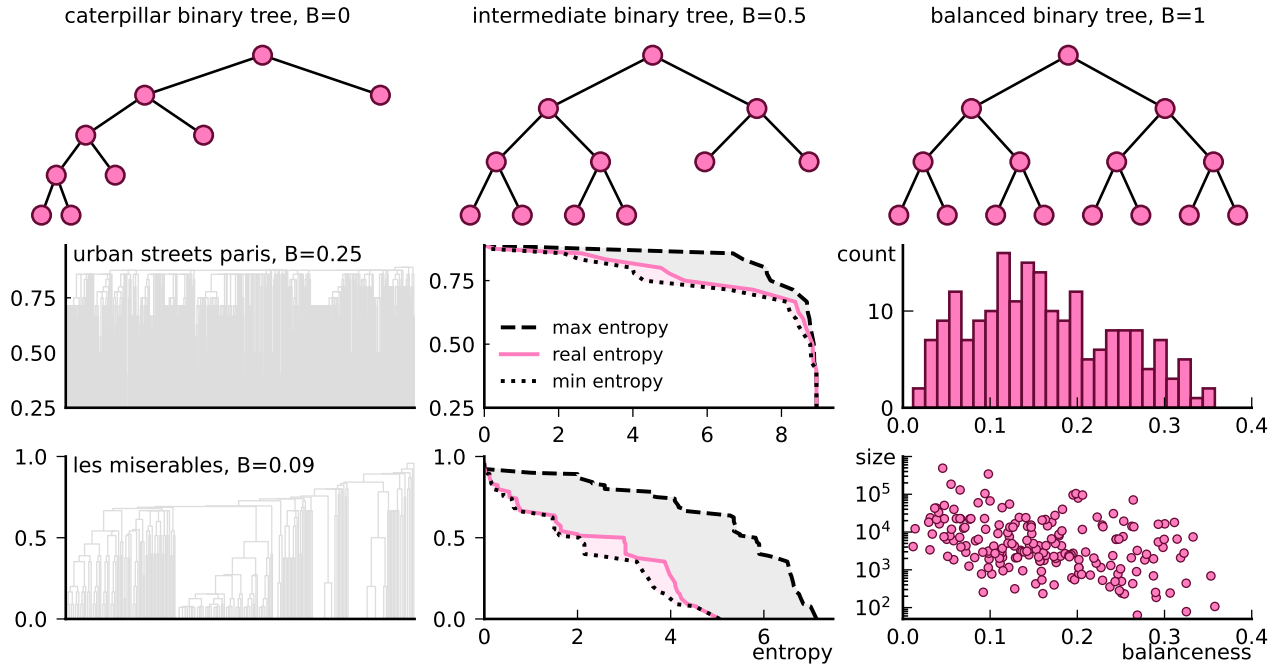 caterpillar binary tree, B=0
intermediate binary tree, B=0.5
balanced binary tree, B=1
urban streets paris, B=0.25
0.75
0.50
0.25
0.75
0.50
0.25
max entropy
real entropy
min entropy
0 2 4 6 8
count
10
0
0.0 0.1 0.2 0.3 0.4
les miserables, B=0.09
1.0
0.5
0.0
1.0
0.5
0.0
0 2 4 6
entropy
size
10^5
10^4
10^3
10^2
0.0 0.1 0.2 0.3 0.4
balanceness